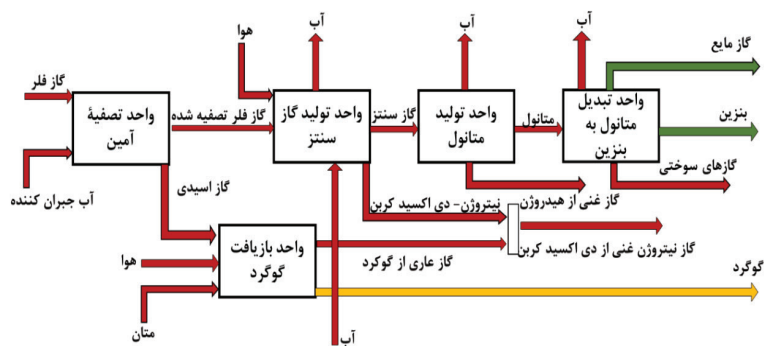 آب
آب
آب
هوا
گاز مایع
گاز فلر
واحد تصفیهٔ
آمین
گاز فلر تصفیه شده
واحد تولید گاز
سنتز
گاز سنتز
واحد تولید
متانول
متانول
واحد تبدیل
متانول به
بنزین
بنزین
گازهای سوختی
آب جبران کننده
گاز اسیدی
نیتروژن- دی اکسید کربن
گاز غنی از هیدروژن
هوا
واحد بازیافت
گوگرد
گاز عاری از گوگرد
گاز نیتروژن غنی از دی اکسید کربن
گوگرد
متان
آب